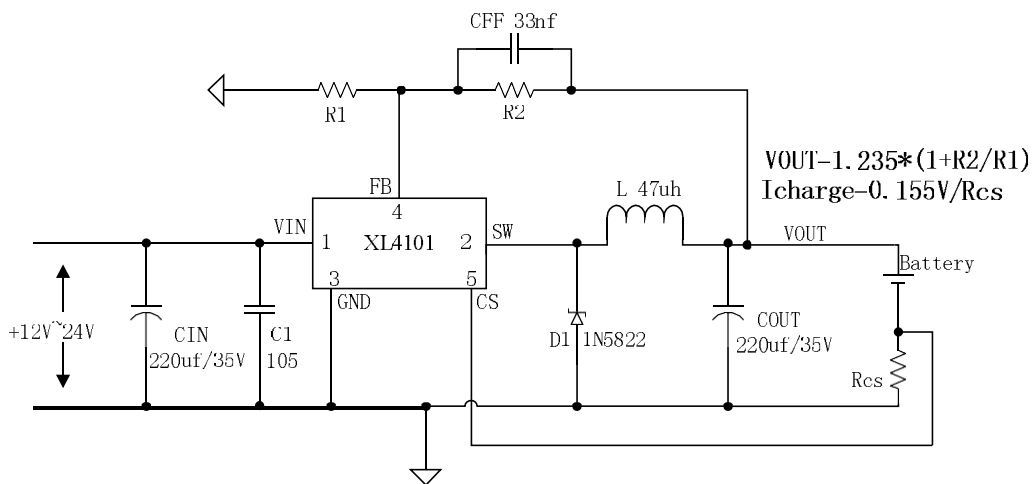 CFF 33nf
R1
R2
VOUT-1.235*(1+R2/R1)
Icharge-0.155V/Rcs
FB
4
L 47uh
VIN
1
XL4101
2
SW
VOUT
3
5
GND
CS
Battery
+12V~24V
CIN
220uf/35V
C1
105
D1
1N5822
COUT
220uf/35V
Rcs